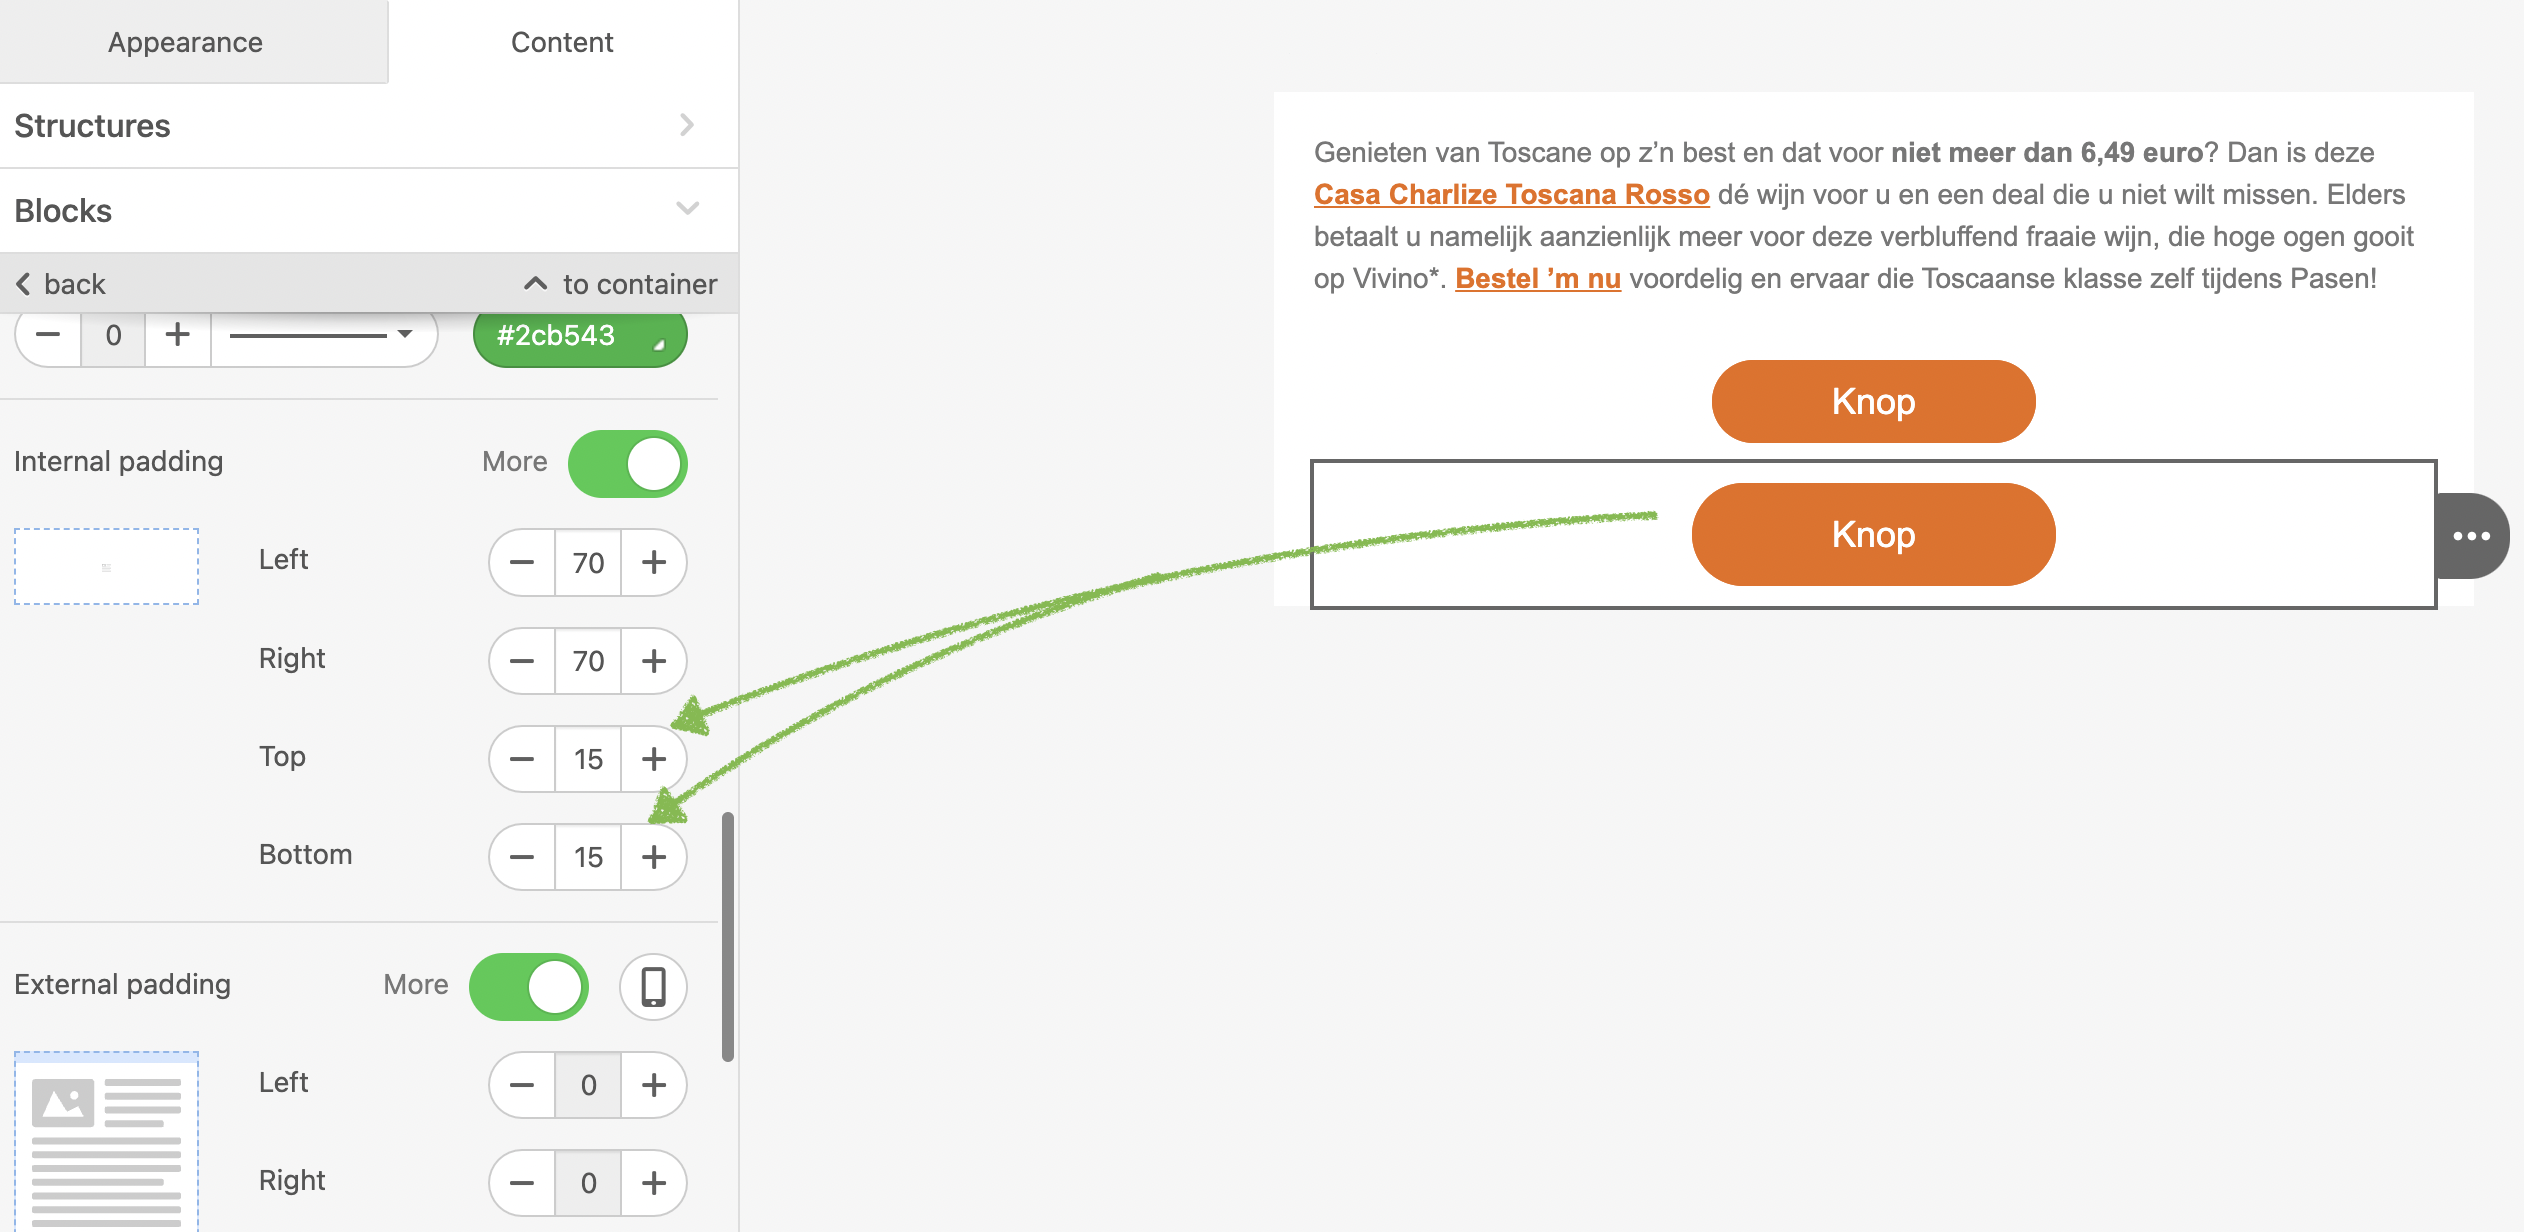 Appearance
Content
Structures
Blocks
back
to container
0
#2cb543
Internal padding
More
Left
70
Right
70
Top
15
Bottom
15
External padding
More
Left
0
Right
0
Genieten van Toscane op z’n best en dat voor niet meer dan 6,49 euro? Dan is deze
Casa Charlize Toscana Rosso dé wijn voor u en een deal die u niet wilt missen. Elders
betaalt u namelijk aanzienlijk meer voor deze verbluffend fraaie wijn, die hoge ogen gooit
op Vivino*. Bestel ’m nu voordelig en ervaar die Toscaanse klasse zelf tijdens Pasen!
Knop
Knop